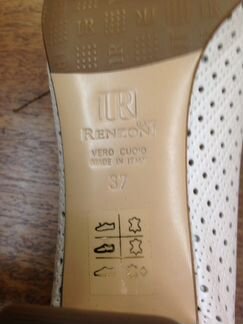 R
RENZONI
VERO CUOIO
MADE IN ITALY
37